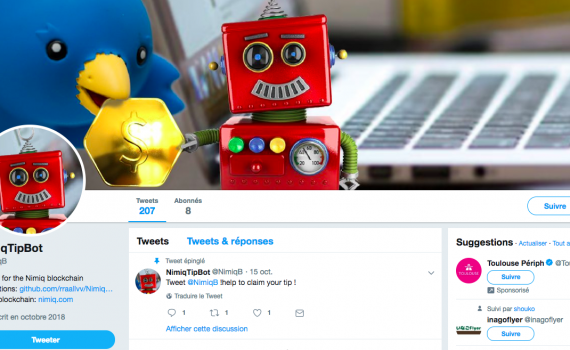 $
Tweets Abonnés
207 8
Suivre
qTipBot
qB
for the Nimiq blockchain
tions: github.com/rraallvv/Nimiq...
blockchain: nimiq.com
crit en octobre 2018
Tweeter
Tweets Tweets & réponses
Tweet épinglé
NimiqTipBot @NimiqB · 15 oct.
Tweet @NimiqB !help to claim your tip !
Traduire le Tweet
1 1 1
Afficher cette discussion
Suggestions · Actualiser · Tout a
TOULOUSE
Toulouse Périph @To
Suivre
Sponsorisé
Suivi par shouko
inagoflyer @inagoflyer
Suivre